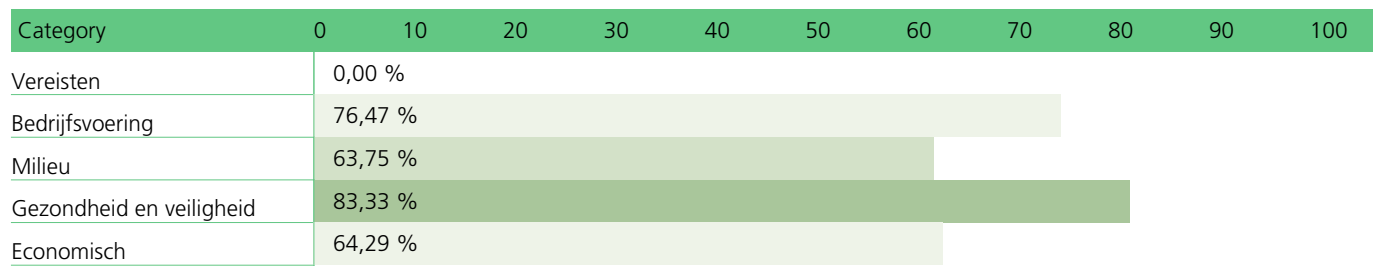 Category 0 10 20 30 40 50 60 70 80 90 100
Vereisten 0,00 %
Bedrijfsvoering 76,47 %
Milieu 63,75 %
Gezondheid en veiligheid 83,33 %
Economisch 64,29 %